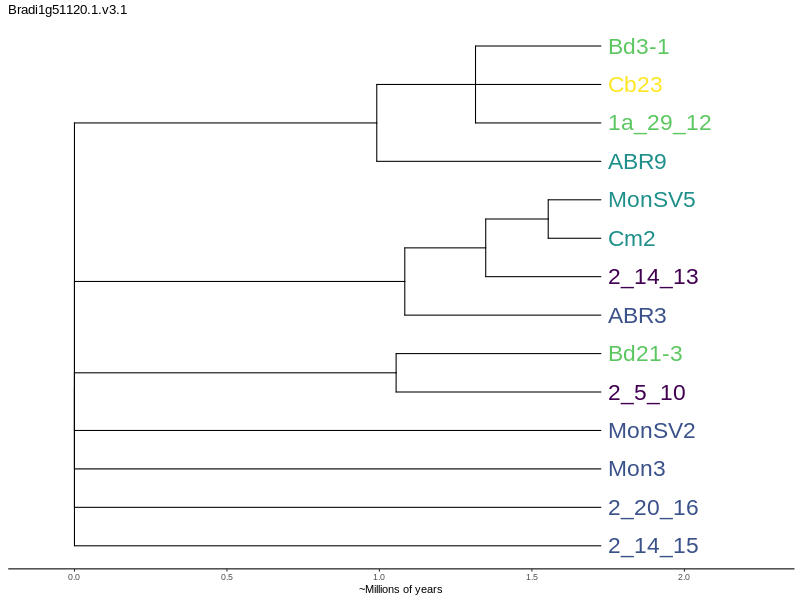 Bradi1g51120.1.v3.1
Bd3-1
Cb23
1a_29_12
ABR9
MonSV5
Cm2
2_14_13
ABR3
Bd21-3
2_5_10
MonSV2
Mon3
2_20_16
2_14_15
0.0 0.5 1.0 1.5 2.0
~Millions of years